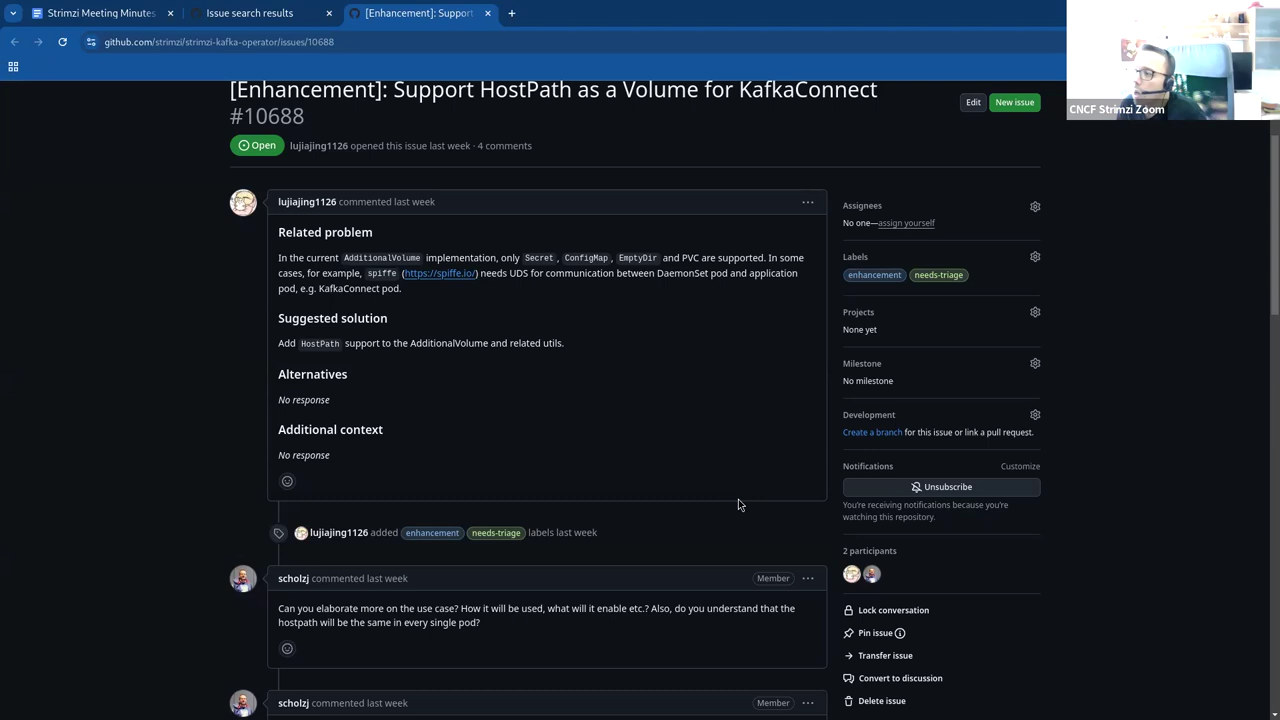 Strimzi Meeting Minutes
Issue search results
[Enhancement]: Support
github.com/strimzi/strimzi-kafka-operator/issues/10688
CNCF Strimzi Zoom
[Enhancement]: Support HostPath as a Volume for KafkaConnect
#10688
Edit
New issue
Open
lujiajing1126 opened this issue last week · 4 comments
lujiajing1126 commented last week
Related problem
In the current AdditionalVolume implementation, only Secret, ConfigMap, EmptyDir and PVC are supported. In some
cases, for example, spiffe (https://spiffe.io/) needs UDS for communication between DaemonSet pod and application
pod, e.g. KafkaConnect pod.
Suggested solution
Add HostPath support to the AdditionalVolume and related utils.
Alternatives
No response
Additional context
No response
lujiajing1126 added enhancement needs-triage labels last week
scholzj commented last week
Member
Can you elaborate more on the use case? How it will be used, what will it enable etc.? Also, do you understand that the
hostpath will be the same in every single pod?
scholzj commented last week
Member
Assignees
No one—assign yourself
Labels
enhancement needs-triage
Projects
None yet
Milestone
No milestone
Development
Create a branch for this issue or link a pull request.
Notifications
Customize
Unsubscribe
You're receiving notifications because you're
watching this repository.
2 participants
Lock conversation
Pin issue
Transfer issue
Convert to discussion
Delete issue